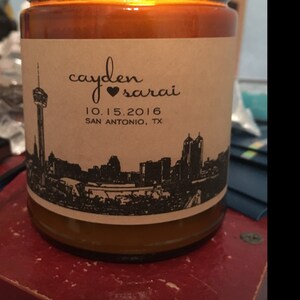 cayden
♥ sarai
10.15.2016
SAN ANTONIO, TX